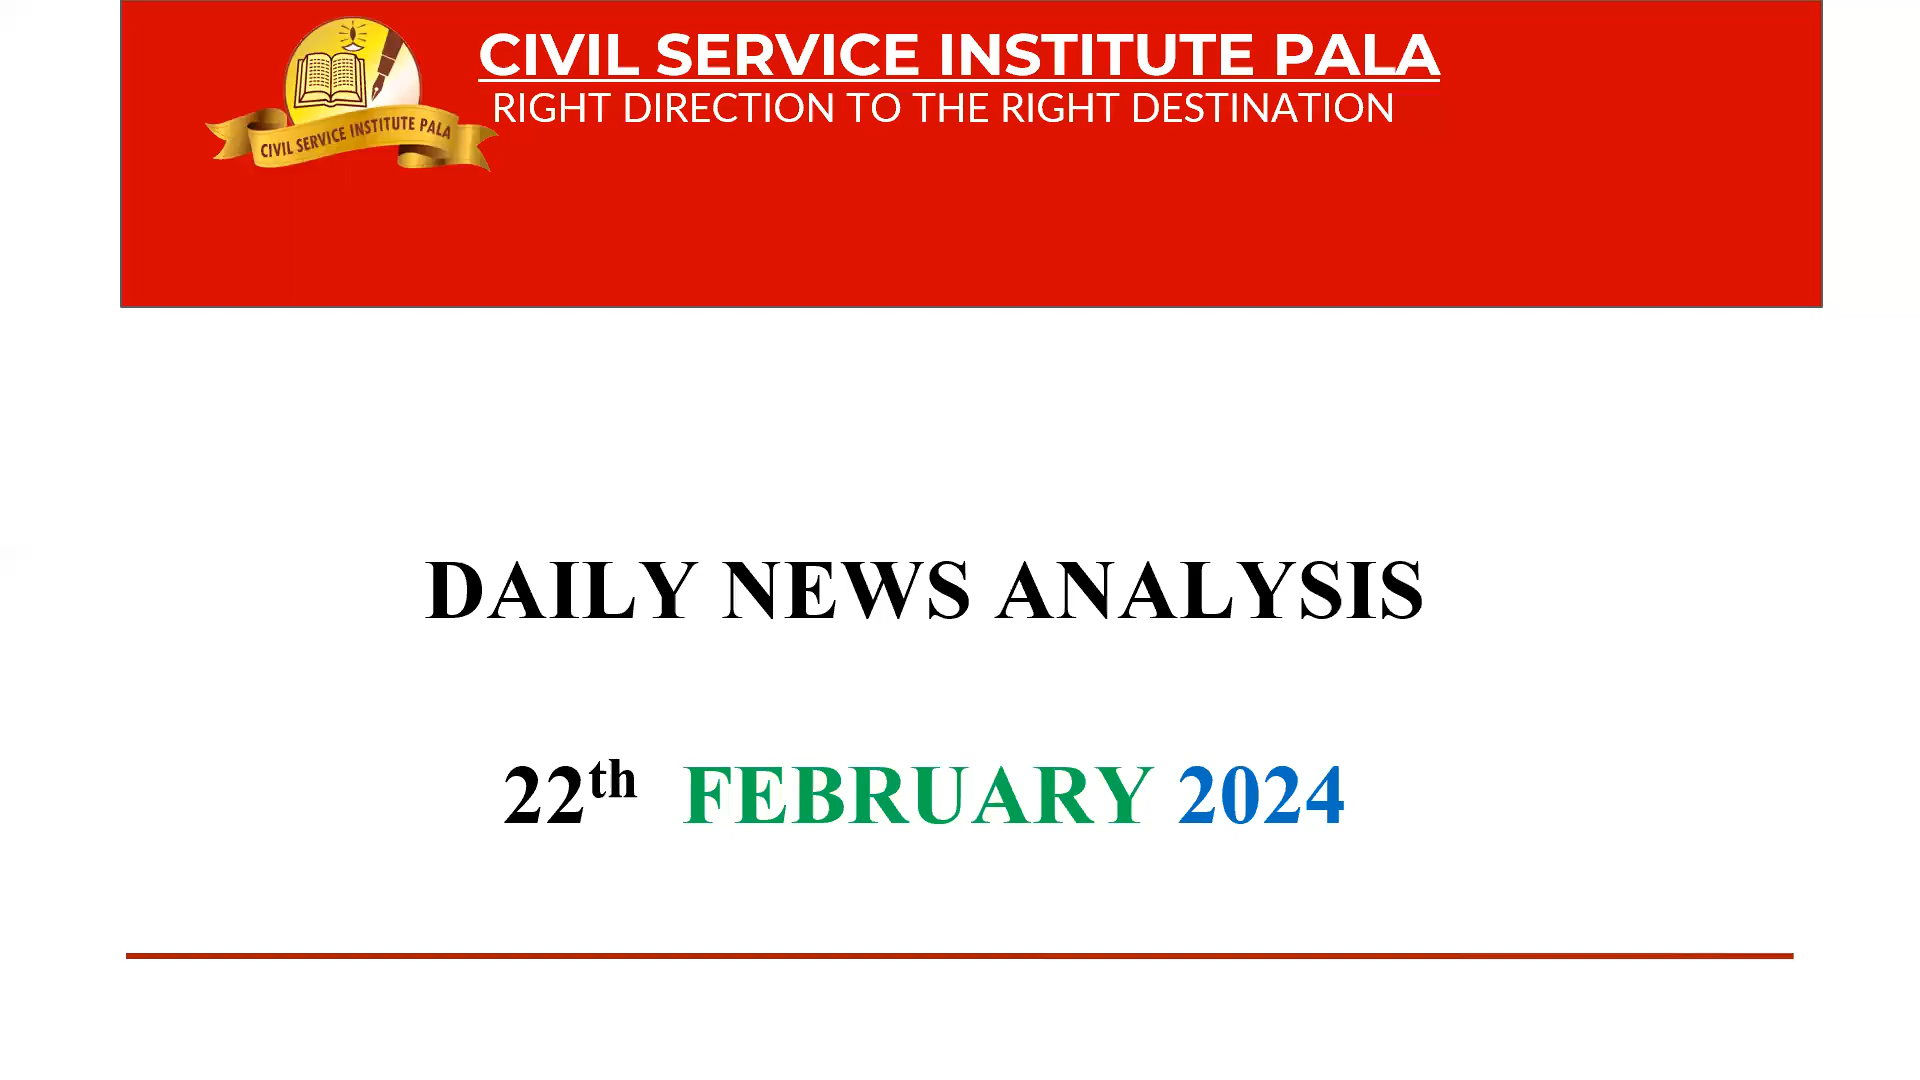 CIVIL SERVICE INSTITUTE PALA
RIGHT DIRECTION TO THE RIGHT DESTINATION
CIVIL SERVICE INSTITUTE PALA
DAILY NEWS ANALYSIS
22th FEBRUARY 2024